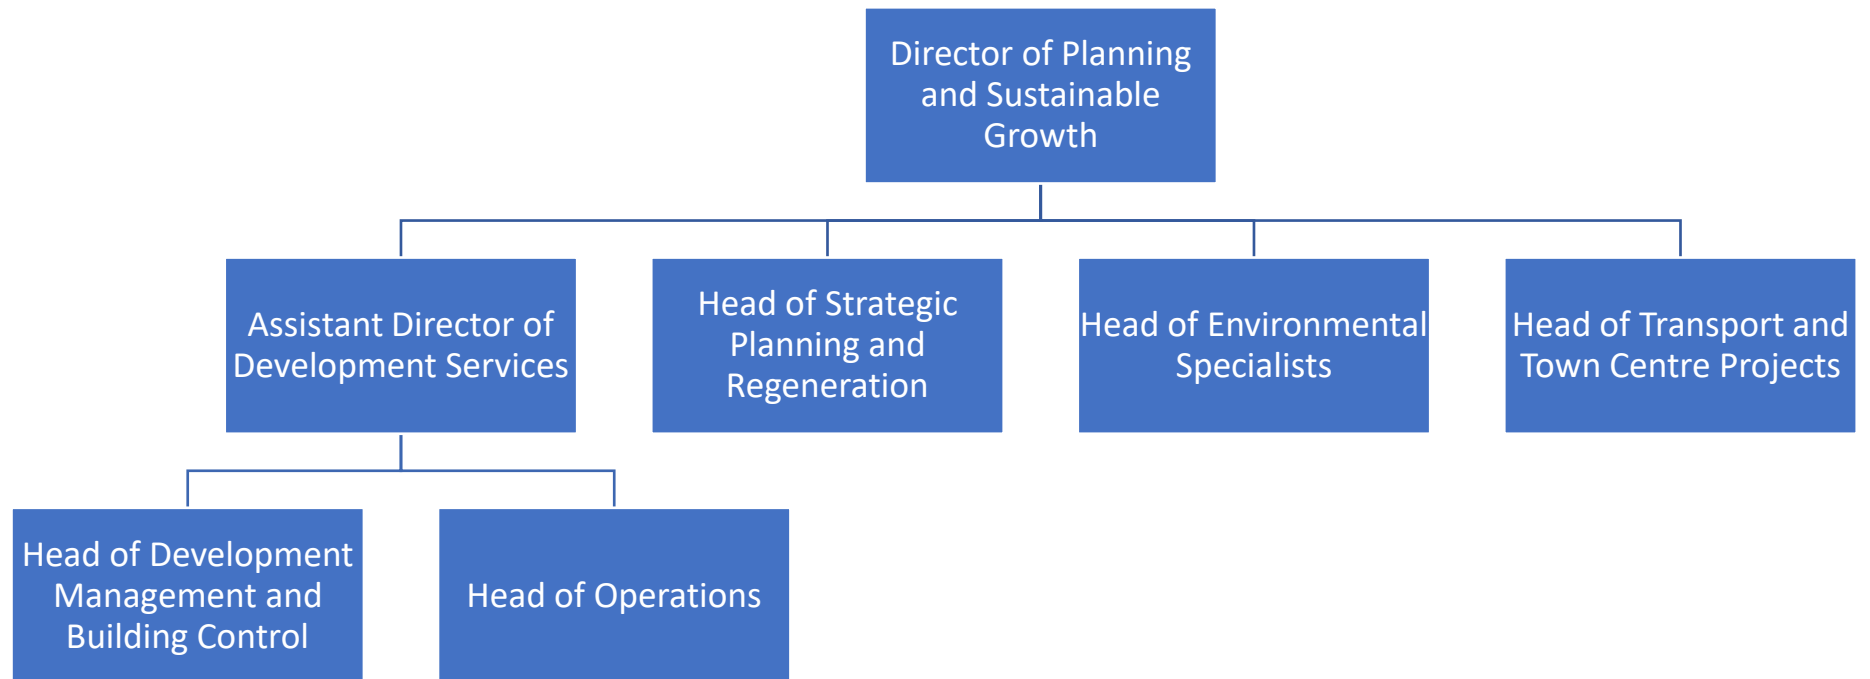 Director of Planning
and Sustainable
Growth
Assistant Director of
Development Services
Head of Strategic
Planning and
Regeneration
Head of Environmental
Specialists
Head of Transport and
Town Centre Projects
Head of Development
Management and
Building Control
Head of Operations